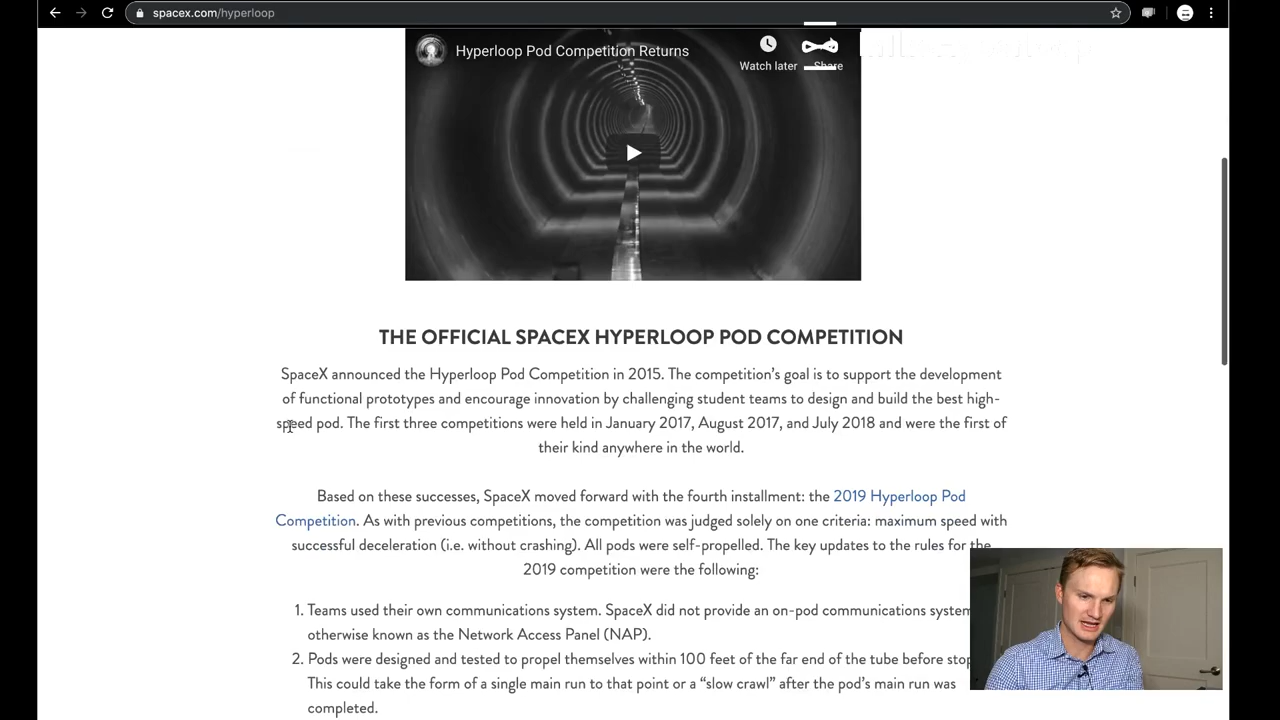 spacex.com/hyperloop
Hyperloop Pod Competition Returns
Watch later
Share
THE OFFICIAL SPACEX HYPERLOOP POD COMPETITION
SpaceX announced the Hyperloop Pod Competition in 2015. The competition’s goal is to support the development
of functional prototypes and encourage innovation by challenging student teams to design and build the best high-
speed pod. The first three competitions were held in January 2017, August 2017, and July 2018 and were the first of
their kind anywhere in the world.
Based on these successes, SpaceX moved forward with the fourth installment: the 2019 Hyperloop Pod
Competition. As with previous competitions, the competition was judged solely on one criteria: maximum speed with
successful deceleration (i.e. without crashing). All pods were self-propelled. The key updates to the rules for the
2019 competition were the following:
1. Teams used their own communications system. SpaceX did not provide an on-pod communications system
otherwise known as the Network Access Panel (NAP).
2. Pods were designed and tested to propel themselves within 100 feet of the far end of the tube before
This could take the form of a single main run to that point or a “slow crawl” after the pod’s main run was
completed.